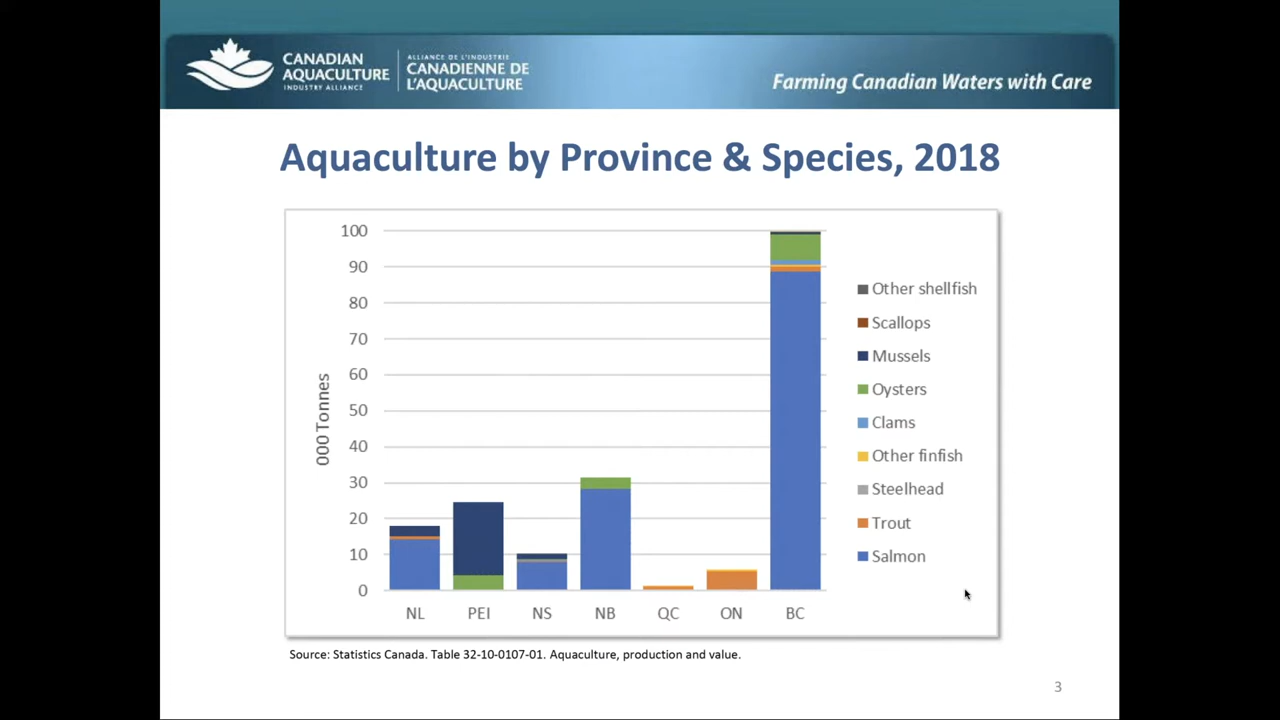 CANADIAN
AQUACULTURE
INDUSTRY ALLIANCE
ALLIANCE DE L'INDUSTRIE
CANADIENNE DE
L'AQUACULTURE
Farming Canadian Waters with Care
Aquaculture by Province & Species, 2018
000 Tonnes
100
90
80
70
60
50
40
30
20
10
0
NL PEI NS NB QC ON BC
Other shellfish
Scallops
Mussels
Oysters
Clams
Other finfish
Steelhead
Trout
Salmon
Source: Statistics Canada. Table 32-10-0107-01. Aquaculture, production and value.
3